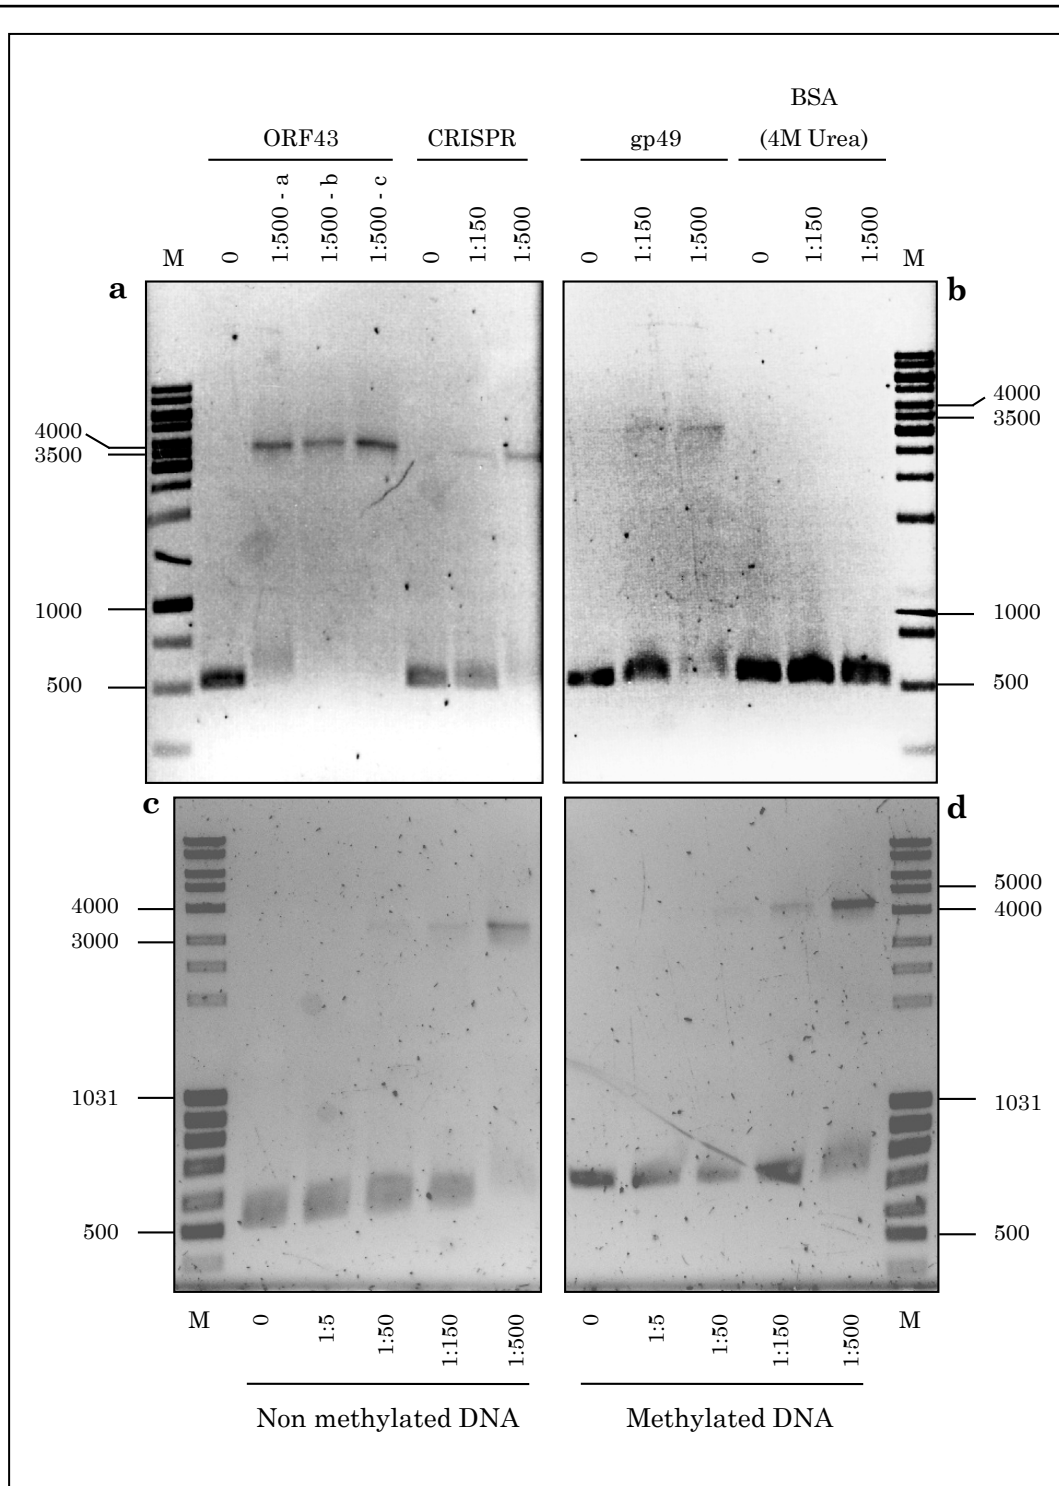 BSA
ORF43 CRISPR gp49 (4M Urea)
M 0 1:500 - a 1:500 - b 1:500 - c 0 1:150 1:500 0 1:150 1:500 0 1:150 1:500 M
a b
4000 4000
3500 3500
1000 1000
500 500
c d
4000 5000
3000 4000
1031 1031
500 500
M 0 1:5 1:50 1:150 1:500 0 1:5 1:50 1:150 1:500 M
Non methylated DNA Methylated DNA